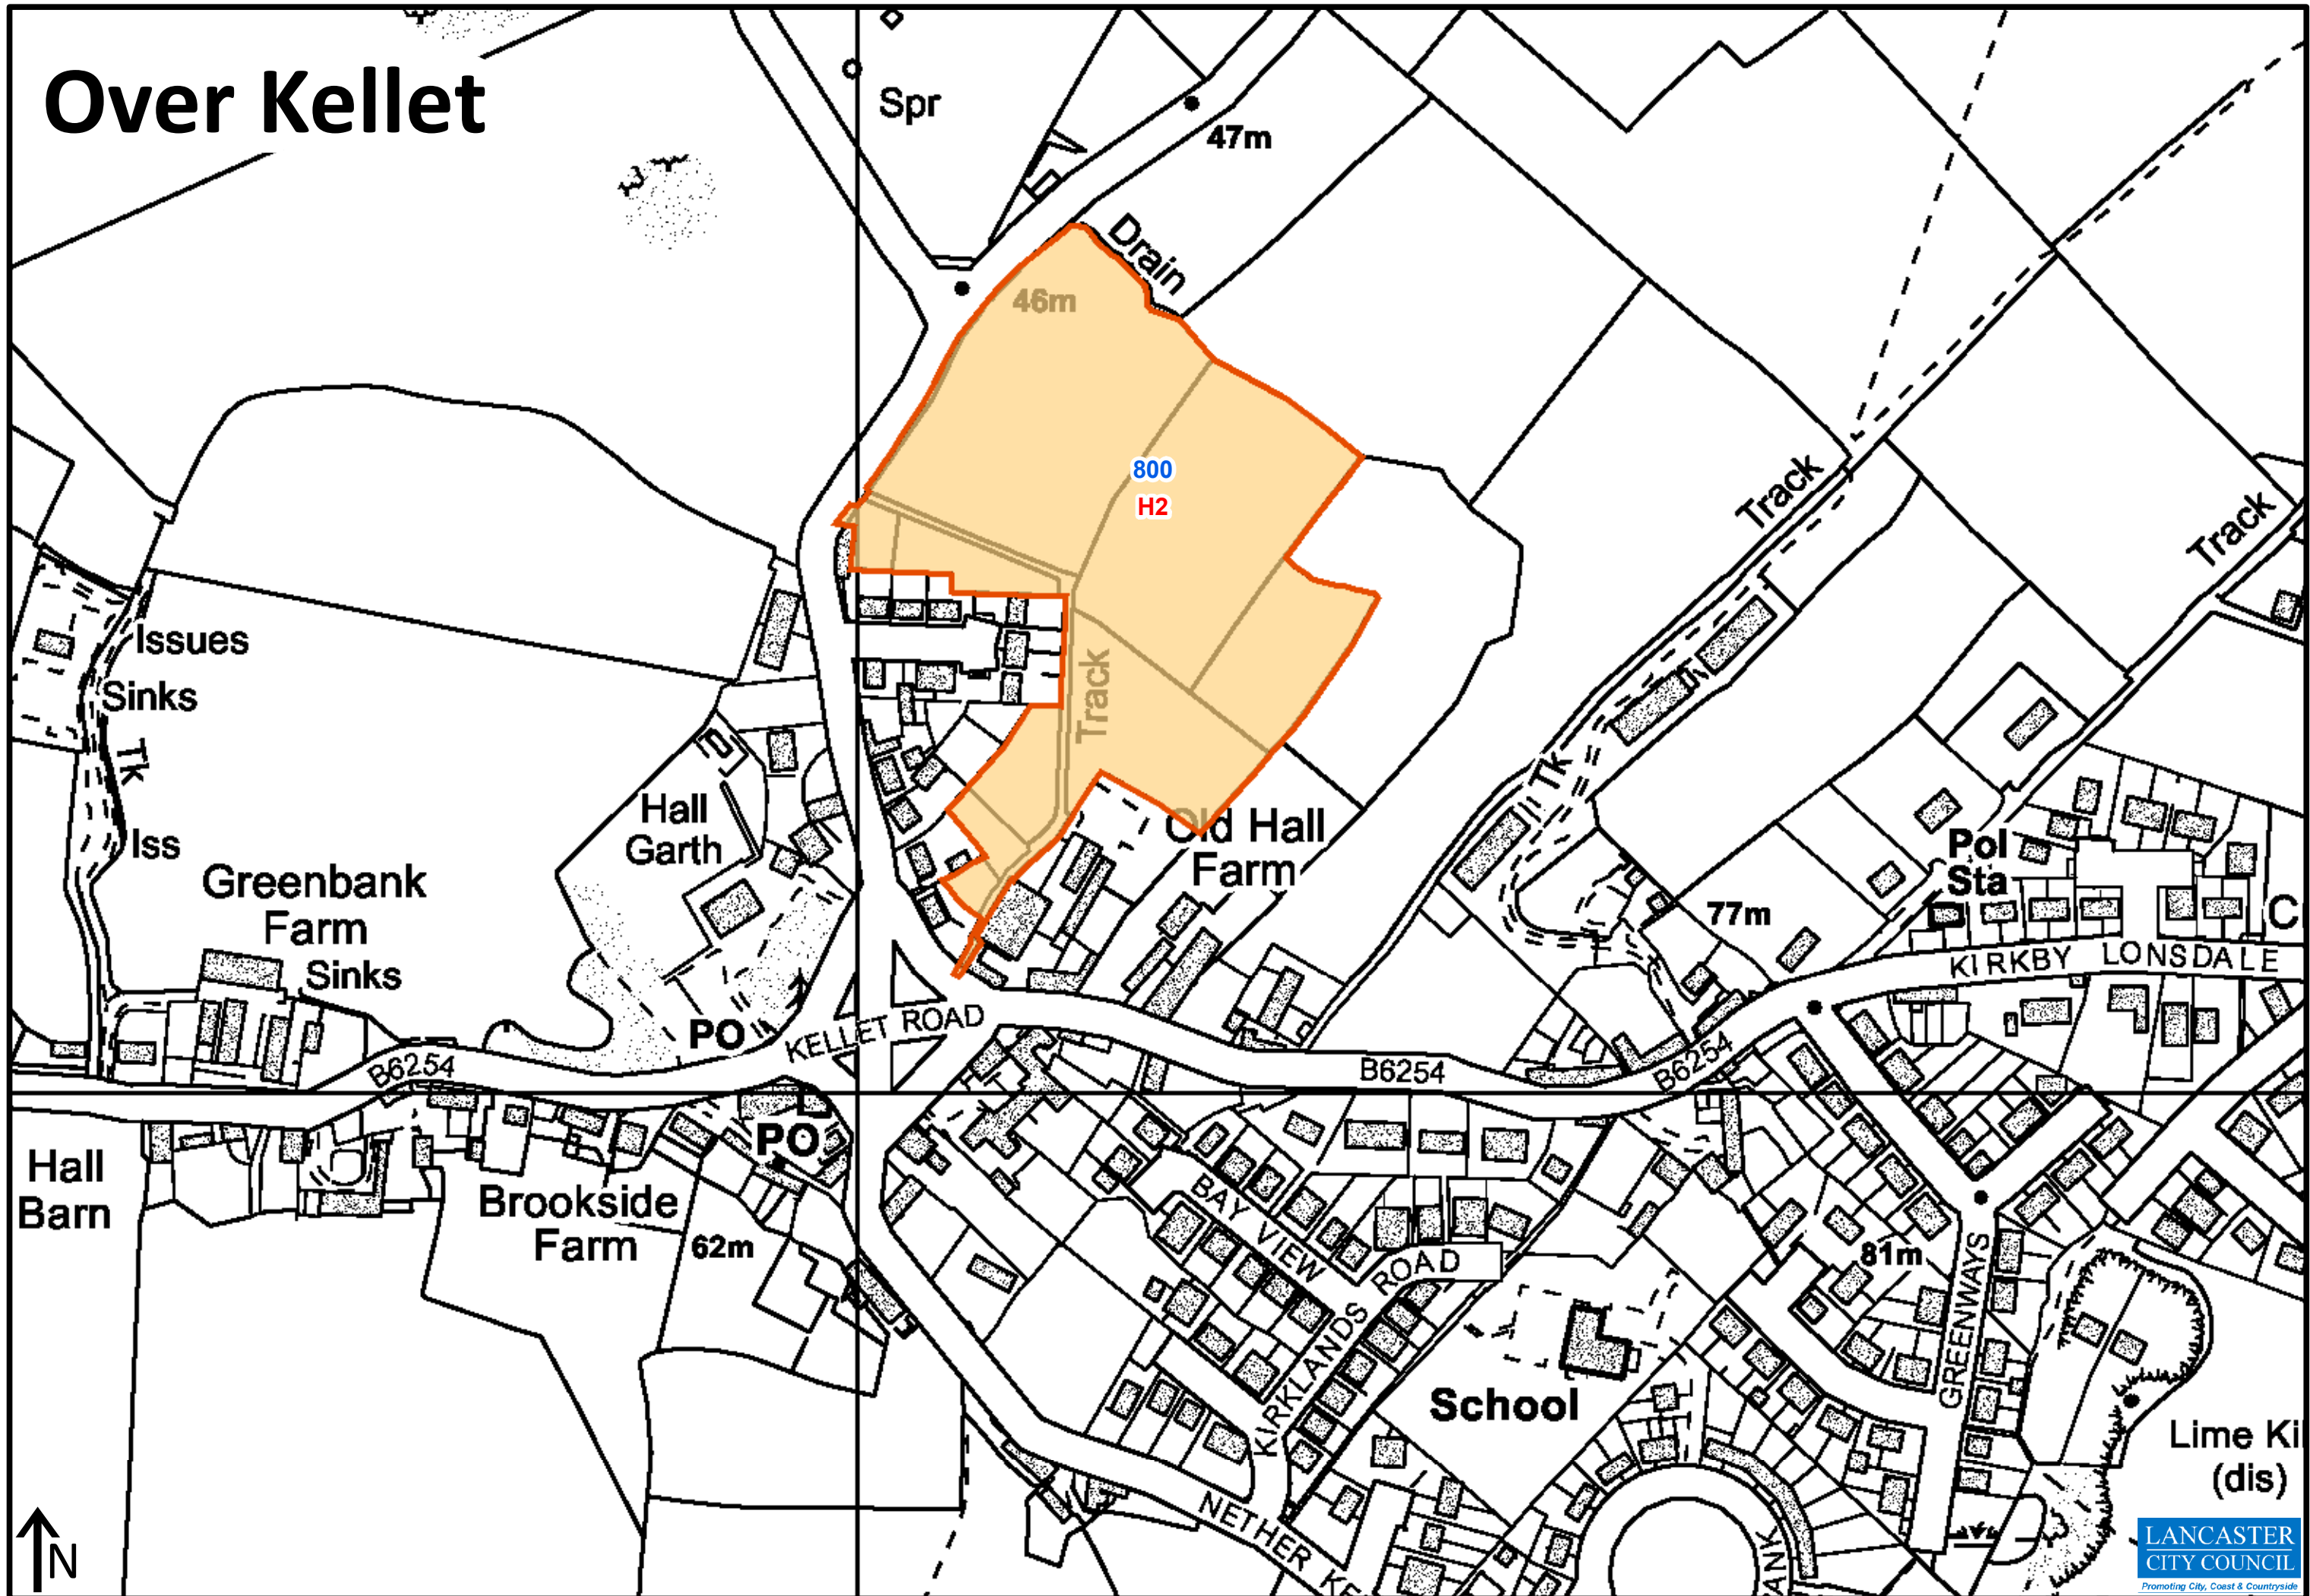 Over Kellet
Spr
47m
Drain
46m
800
H2
Track
Track
Track
Issues
Sinks
Tk
Iss
Hall
Garth
Old Hall
Farm
Tk
Pol
Sta
77m
Greenbank
Farm
Sinks
C
KIRKBY LONSDALE
PO
KELLET ROAD
B6254
B6254
B6254
PO
Hall
Barn
Brookside
Farm
62m
BAY VIEW
KIRKLANDS ROAD
81m
GREENWAYS
School
Lime Ki
(dis)
NETHER KE
ANK
N
LANCASTER
CITY COUNCIL
Promoting City, Coast & Countryside